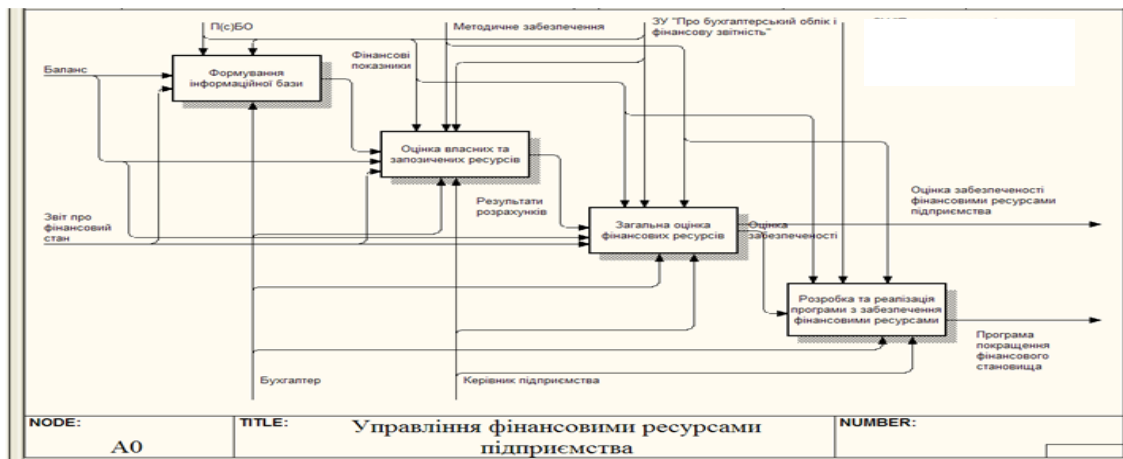 П(с)БО
Методичне забезпечення
ЗУ "Про бухгалтерський облік і
фінансову звітність"
Баланс
Формування
інформаційної бази
Фінансові
показники
Оцінка власних та
запозичених ресурсів
Звіт про
фінансовий
стан
Результати
розрахунків
Загальна оцінка
фінансових ресурсів
Оцінка
забезпеченості
Оцінка забезпеченості
фінансовими ресурсами
підприємства
Розробка та реалізація
програми з забезпечення
фінансовими ресурсами
Програма
покращення
фінансового
становища
Бухгалтер
Керівник підприємства
NODE:
A0
TITLE:
Управління фінансовими ресурсами
підприємства
NUMBER: